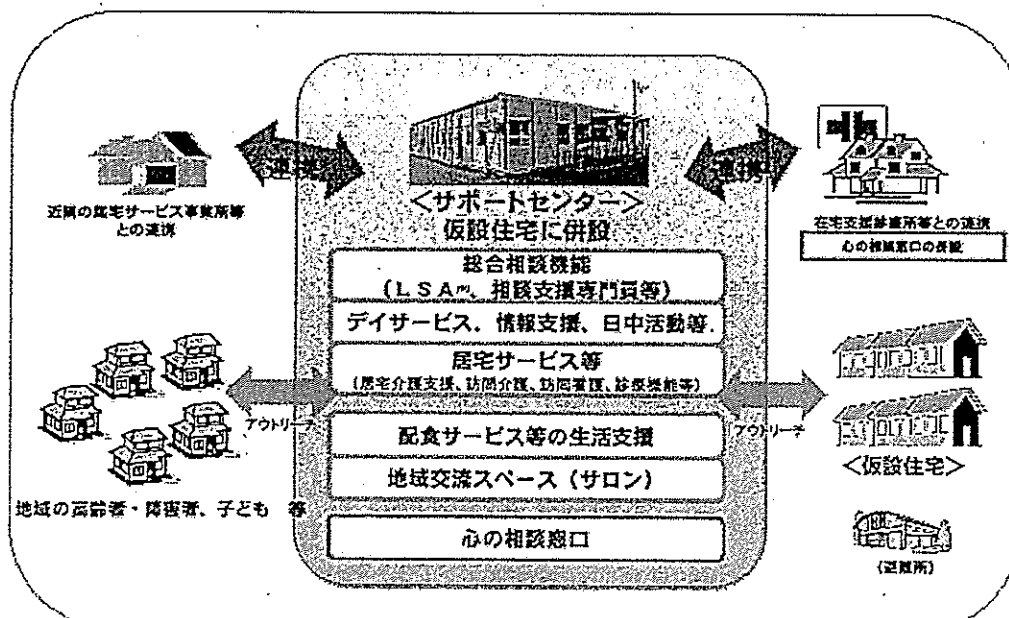 連携
連携
近隣の居宅サービス事業所等
との連携
<サポートセンター>
仮設住宅に併設
在宅支援診療所等との連携
心の相談窓口の併設
総合相談機能
(LSA、相談支援専門員等)
デイサービス、情報支援、日中活動等.
居宅サービス等
(居宅介護支援、訪問介護、訪問看護、診療機能等)
アウトリーチ
アウトリーチ
配食サービス等の生活支援
<仮設住宅>
地域交流スペース(サロン)
地域の高齢者・障害者、子ども 等
心の相談窓口
(避難所)